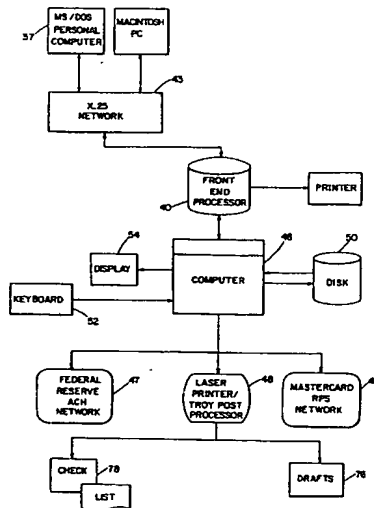 MS/DOS
PERSONAL
COMPUTER
37
MACINTOSH
PC
X.25
NETWORK
43
FRONT
END
PROCESSOR
40
PRINTER
54
DISPLAY
46
COMPUTER
50
DISK
KEYBOARD
52
FEDERAL
RESERVE
ACH NETWORK
47
LASER
PRINTER/
TROY POST
PROCESSOR
48
MASTERCARD
RPS
NETWORK
CHECK
78
LIST
DRAFTS
76